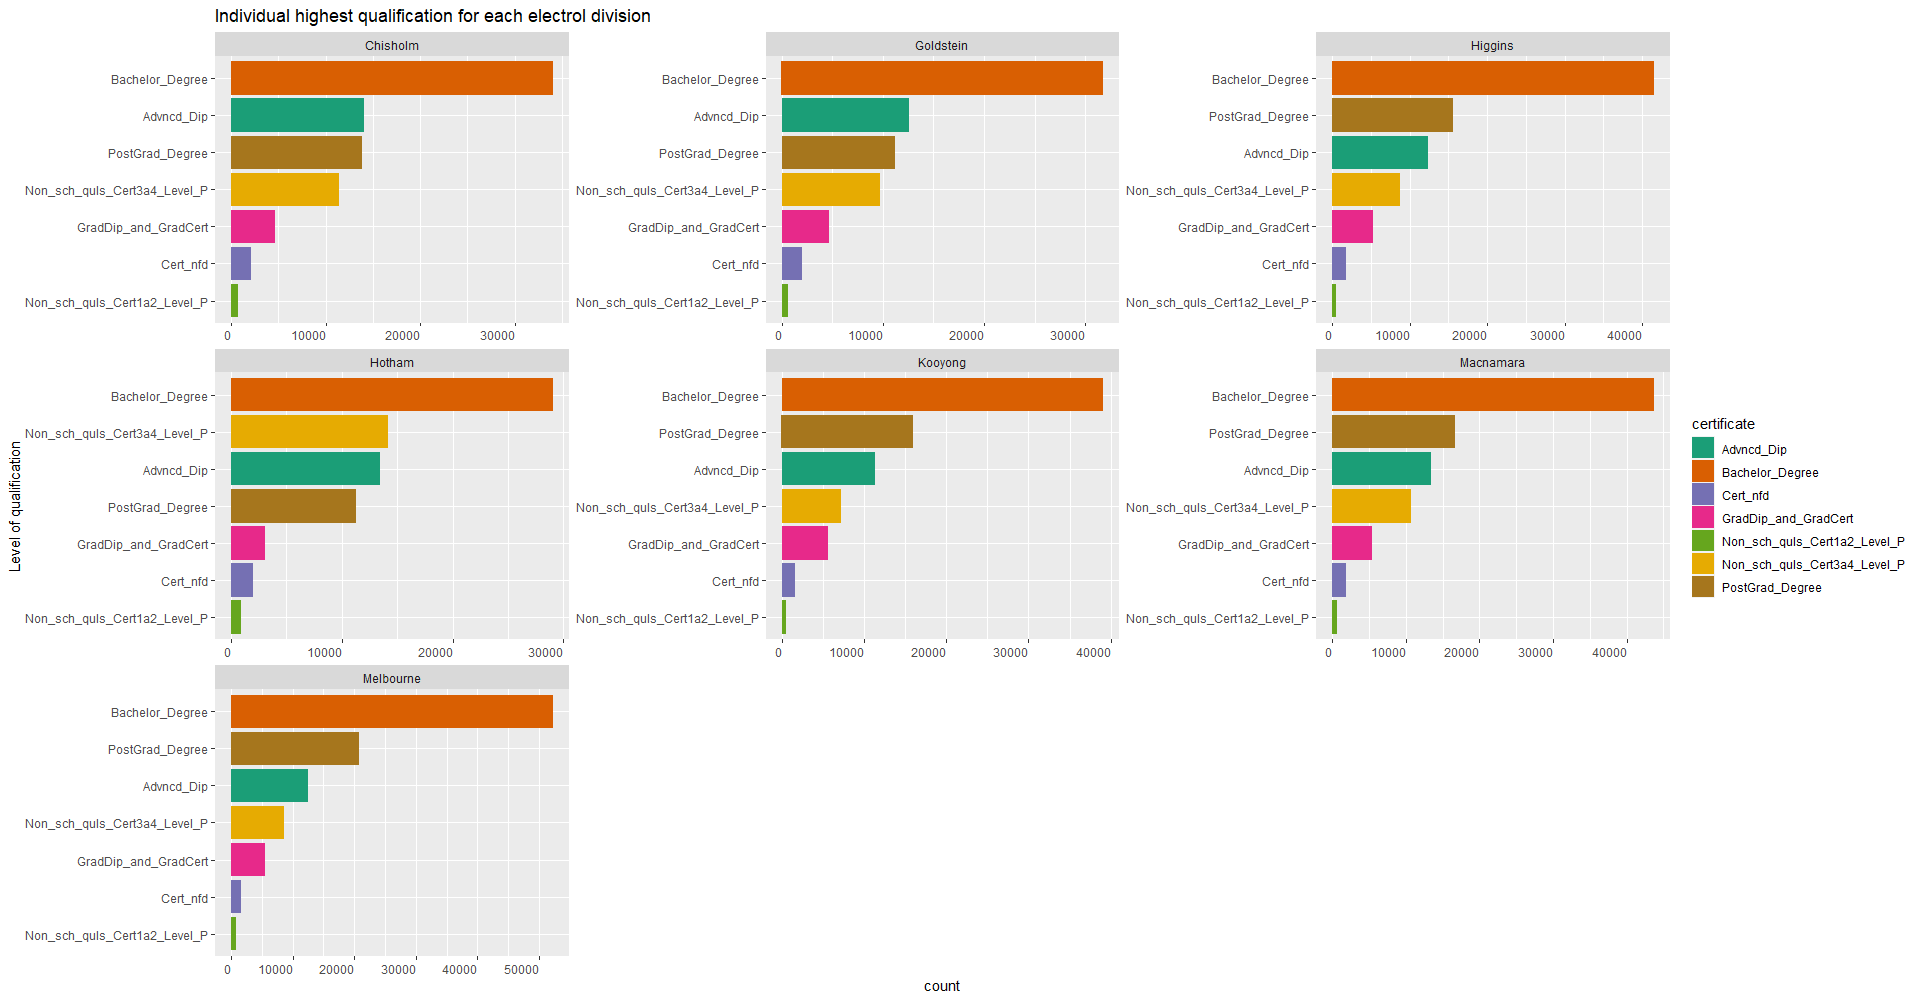 Individual highest qualification for each electrol division
Chisholm
Bachelor_Degree
Advncd_Dip
PostGrad_Degree
Non_sch_quls_Cert3a4_Level_P
GradDip_and_GradCert
Cert_nfd
Non_sch_quls_Cert1a2_Level_P
0 10000 20000 30000
Goldstein
Bachelor_Degree
Advncd_Dip
PostGrad_Degree
Non_sch_quls_Cert3a4_Level_P
GradDip_and_GradCert
Cert_nfd
Non_sch_quls_Cert1a2_Level_P
0 10000 20000 30000
Higgins
Bachelor_Degree
PostGrad_Degree
Advncd_Dip
Non_sch_quls_Cert3a4_Level_P
GradDip_and_GradCert
Cert_nfd
Non_sch_quls_Cert1a2_Level_P
0 10000 20000 30000 40000
Hotham
Bachelor_Degree
Non_sch_quls_Cert3a4_Level_P
Advncd_Dip
PostGrad_Degree
GradDip_and_GradCert
Cert_nfd
Non_sch_quls_Cert1a2_Level_P
0 10000 20000 30000
Kooyong
Bachelor_Degree
PostGrad_Degree
Advncd_Dip
Non_sch_quls_Cert3a4_Level_P
GradDip_and_GradCert
Cert_nfd
Non_sch_quls_Cert1a2_Level_P
0 10000 20000 30000 40000
Macnamara
Bachelor_Degree
PostGrad_Degree
Advncd_Dip
Non_sch_quls_Cert3a4_Level_P
GradDip_and_GradCert
Cert_nfd
Non_sch_quls_Cert1a2_Level_P
0 10000 20000 30000 40000
Melbourne
Bachelor_Degree
PostGrad_Degree
Advncd_Dip
Non_sch_quls_Cert3a4_Level_P
GradDip_and_GradCert
Cert_nfd
Non_sch_quls_Cert1a2_Level_P
0 10000 20000 30000 40000 50000
Level of qualification
count
certificate
Advncd_Dip
Bachelor_Degree
Cert_nfd
GradDip_and_GradCert
Non_sch_quls_Cert1a2_Level_P
Non_sch_quls_Cert3a4_Level_P
PostGrad_Degree